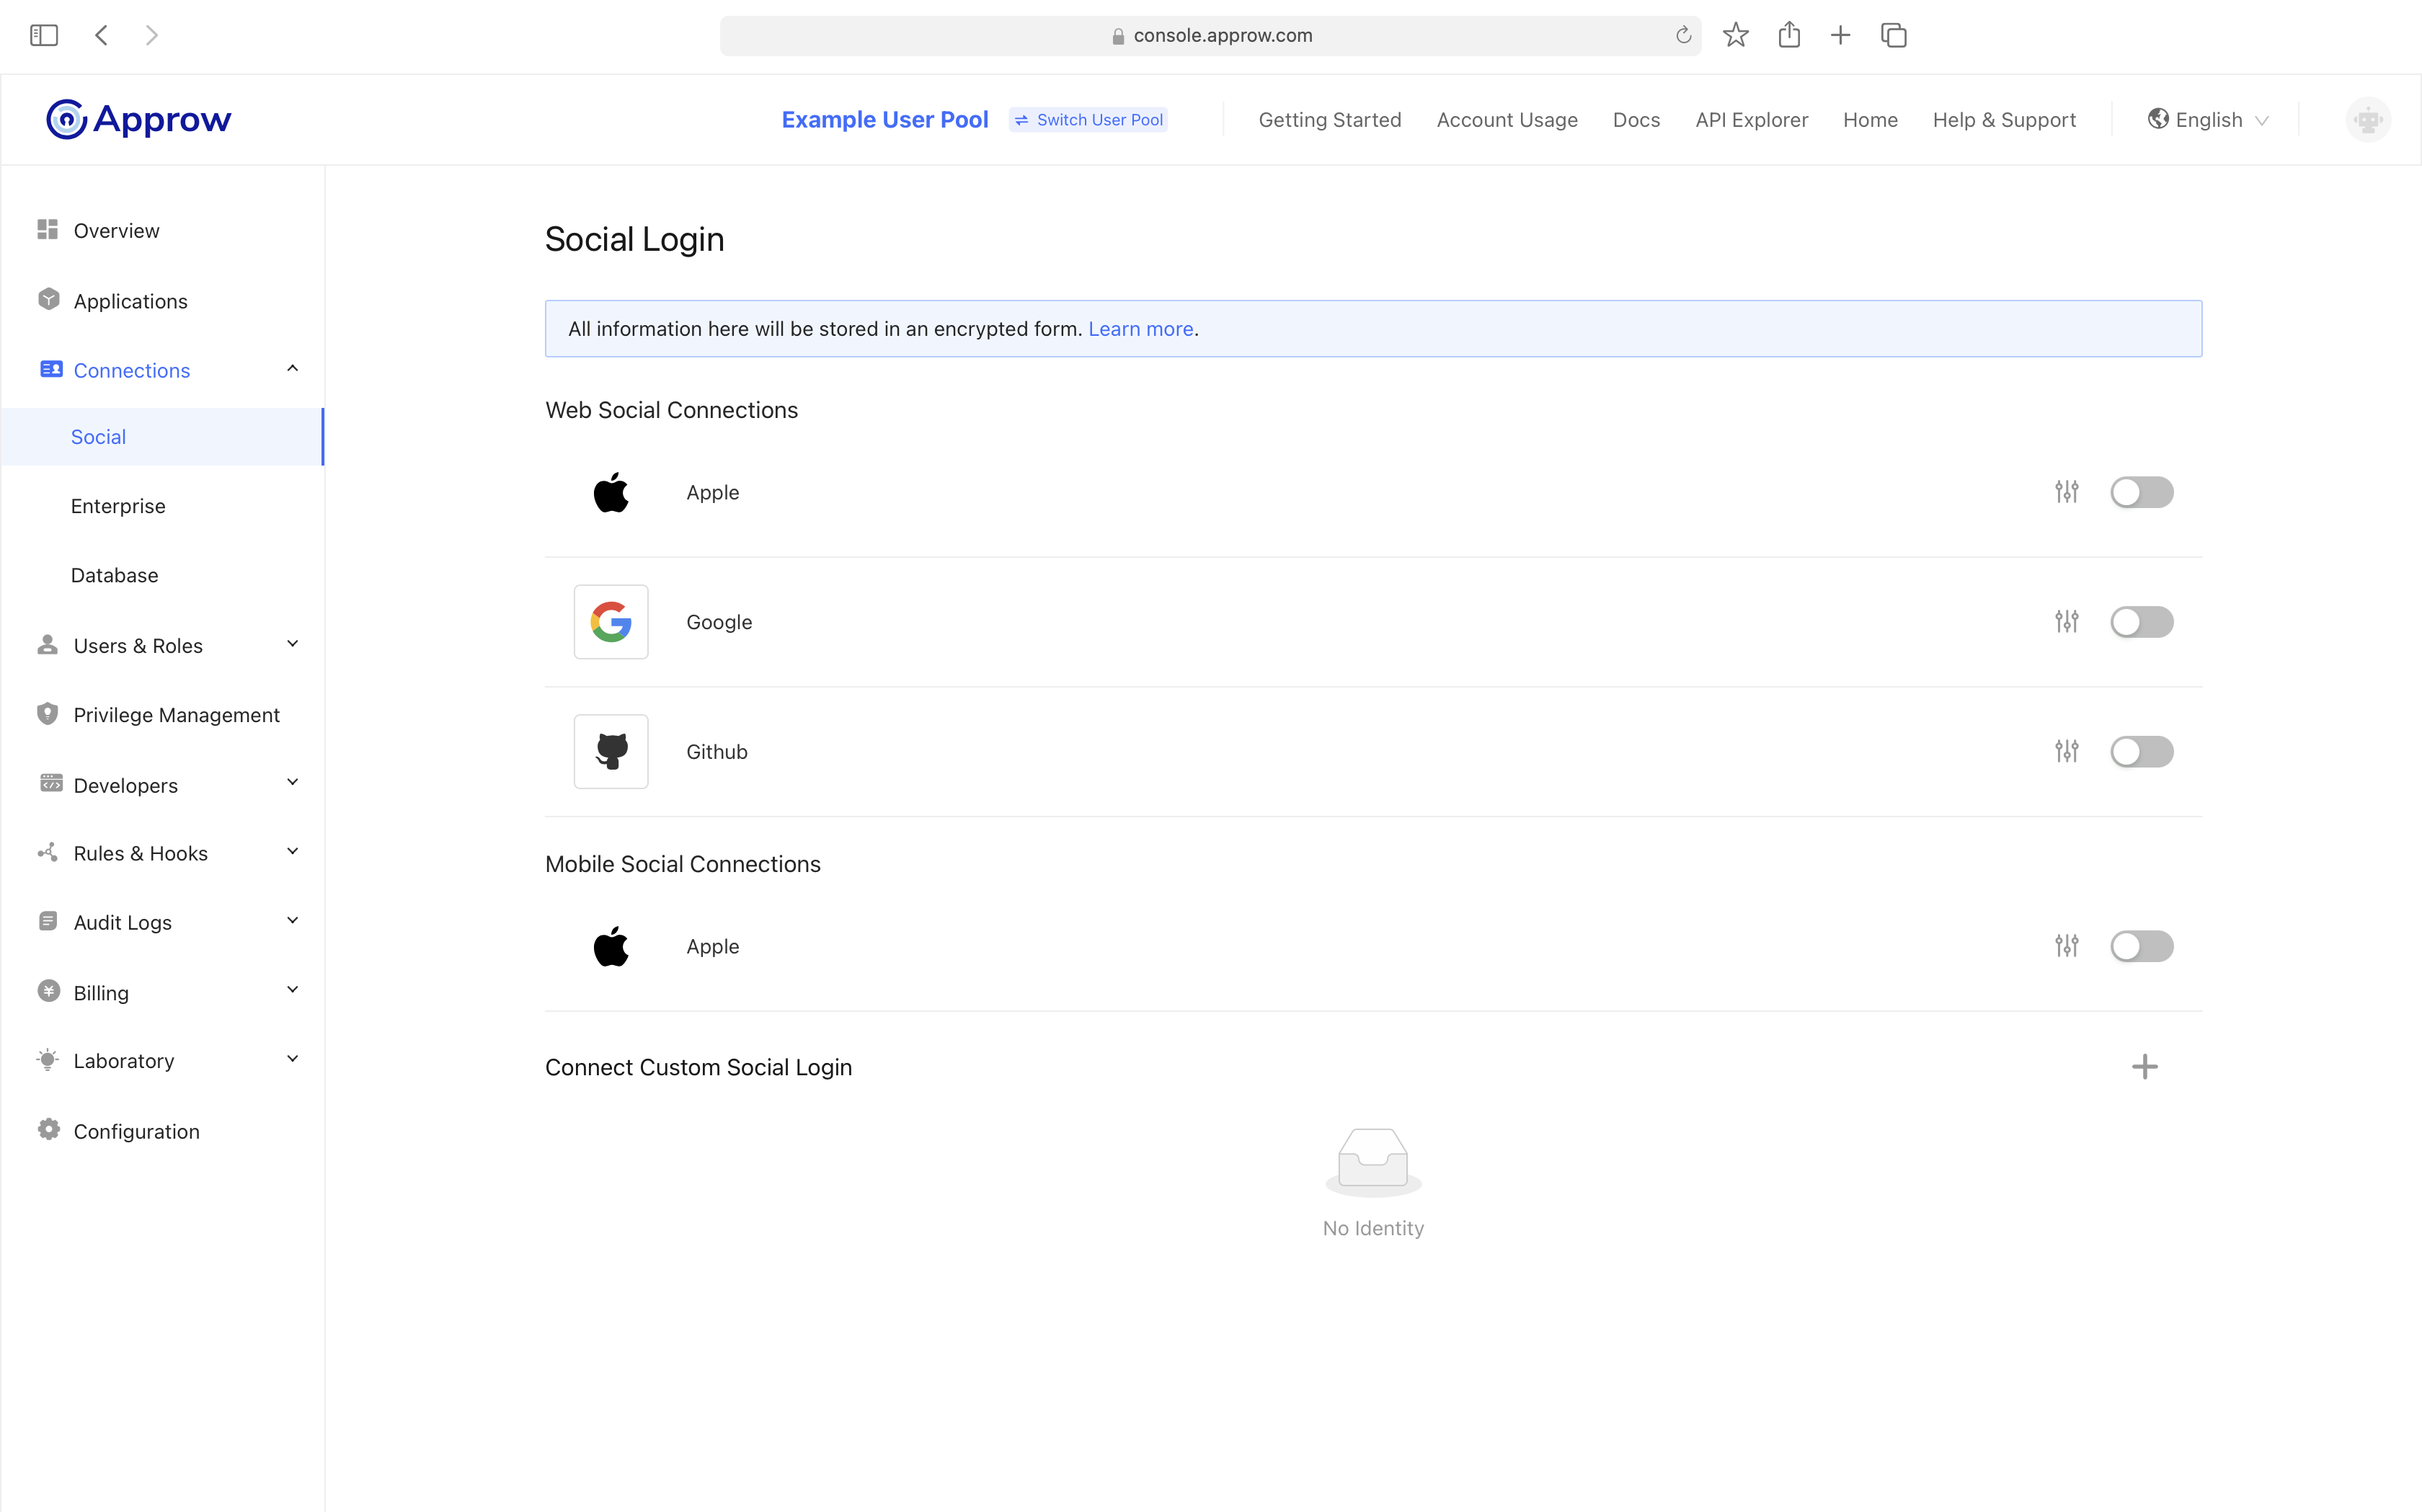 console.approw.com
Approw
Example User Pool
Switch User Pool
Getting Started
Account Usage
Docs
API Explorer
Home
Help & Support
English
Overview
Applications
Connections
Social
Enterprise
Database
Users & Roles
Privilege Management
Developers
Rules & Hooks
Audit Logs
Billing
Laboratory
Configuration
Social Login
All information here will be stored in an encrypted form. Learn more.
Web Social Connections
Apple
Google
Github
Mobile Social Connections
Apple
Connect Custom Social Login
No Identity